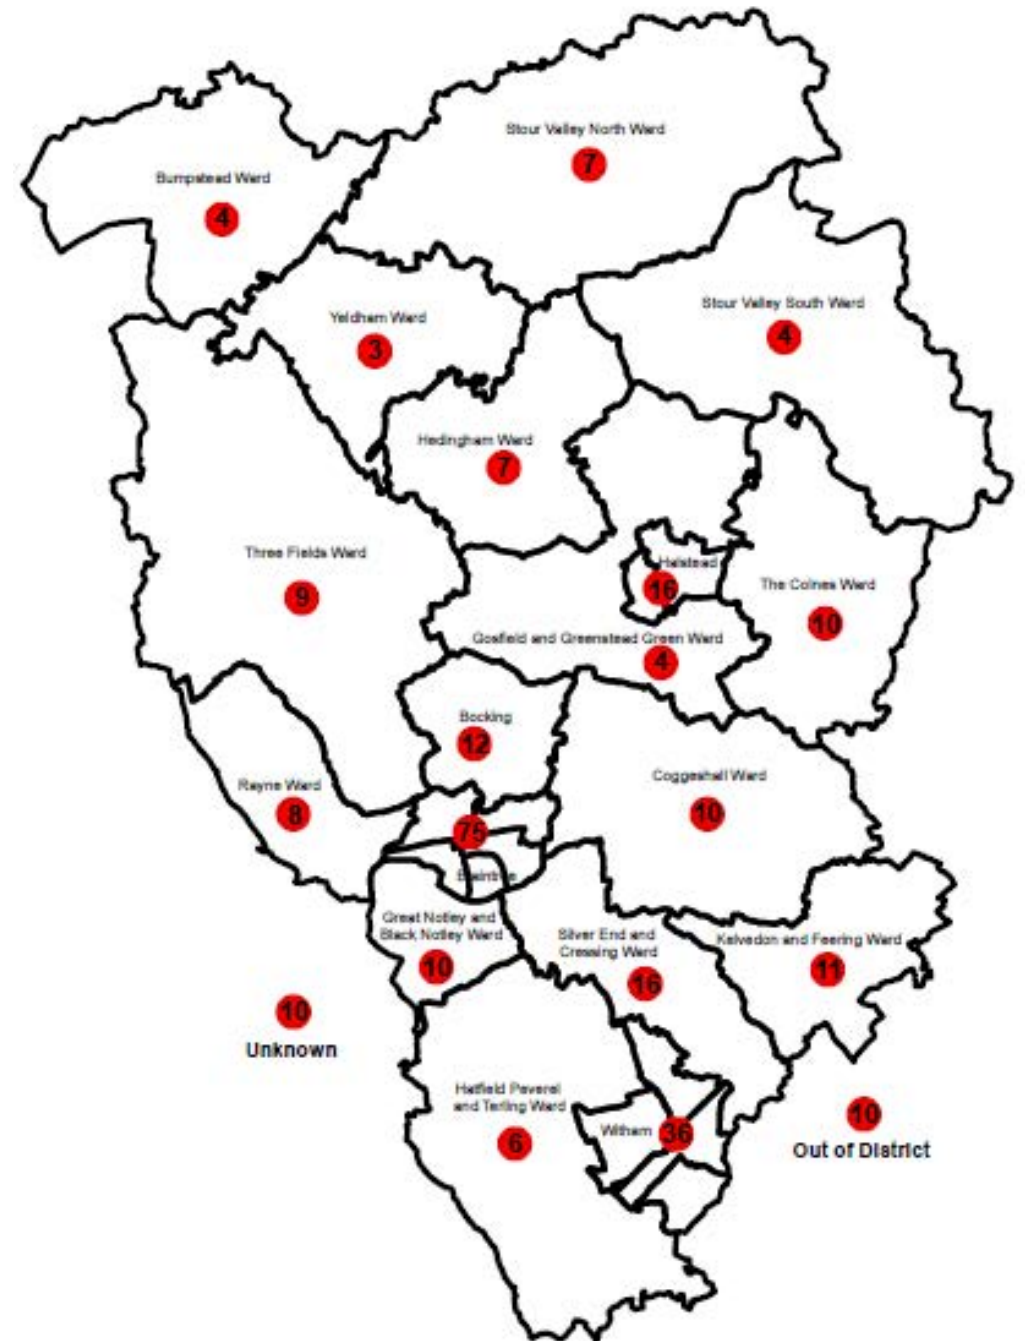 Stour Valley North Ward
7
Bumpstead Ward
4
Stour Valley South Ward
4
Yeldham Ward
3
Hedingham Ward
7
Three Fields Ward
9
Halstead
16
The Colnes Ward
10
Gosfield and Greenstead Green Ward
4
Bocking
12
Coggeshall Ward
10
Rayne Ward
8
75
Braintree
Great Notley and
Black Notley Ward
10
Silver End and
Cressing Ward
16
Kelvedon and Feering Ward
11
10
Unknown
Hatfield Peverel
and Terling Ward
6
Witham
36
10
Out of District